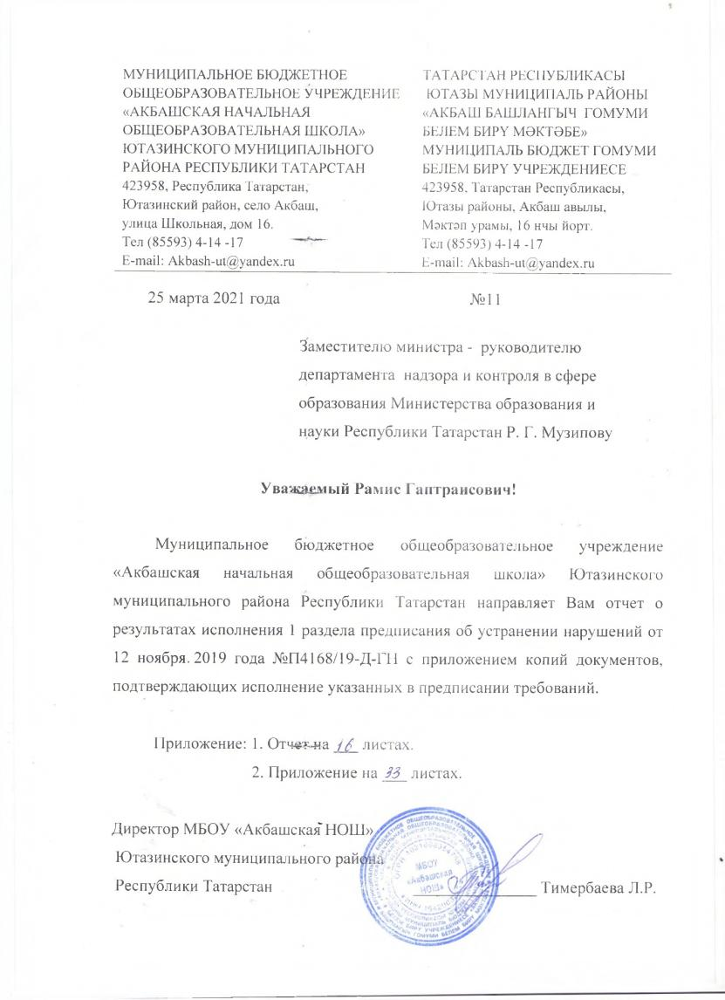 МУНИЦИПАЛЬНОЕ БЮДЖЕТНОЕ
ОБЩЕОБРАЗОВАТЕЛЬНОЕ УЧРЕЖДЕНИЕ
«АКБАШСКАЯ НАЧАЛЬНАЯ
ОБЩЕОБРАЗОВАТЕЛЬНАЯ ШКОЛА»
ЮТАЗИНСКОГО МУНИЦИПАЛЬНОГО
РАЙОНА РЕСПУБЛИКИ ТАТАРСТАН
423958, Республика Татарстан,
Ютазинский район, село Акбаш,
улица Школьная, дом 16.
Тел (85593) 4-14 -17
E-mail: Akbash-ut@yandex.ru
ТАТАРСТАН РЕСПУБЛИКАСЫ
ЮТАЗЫ МУНИЦИПАЛЬ РАЙОНЫ
«АКБАШ БАШЛАНГЫЧ ГОМУМИ
БЕЛЕМ БИРҮ МӘКТӘБЕ»
МУНИЦИПАЛЬ БЮДЖЕТ ГОМУМИ
БЕЛЕМ БИРҮ УЧРЕЖДЕНИЕСЕ
423958, Татарстан Республикасы,
Ютазы районы, Акбаш авылы,
Мәктәп урамы, 16 нчы йорт.
Тел (85593) 4-14 -17
E-mail: Akbash-ut@yandex.ru
25 марта 2021 года №11
Заместителю министра - руководителю
департамента надзора и контроля в сфере
образования Министерства образования и
науки Республики Татарстан Р. Г. Музипову
Уважаемый Рамис Гаптраисович!
Муниципальное бюджетное общеобразовательное учреждение
«Акбашская начальная общеобразовательная школа» Ютазинского
муниципального района Республики Татарстан направляет Вам отчет о
результатах исполнения 1 раздела предписания об устранении нарушений от
12 ноября. 2019 года №П4168/19-Д-ГН с приложением копий документов,
подтверждающих исполнение указанных в предписании требований.
Приложение: 1. Отчет на 16 листах.
2. Приложение на 33 листах.
Директор МБОУ «Акбашская НОШ»
Ютазинского муниципального района
Республики Татарстан Тимербаева Л.Р.
МБОУ
«Акбашская
НОШ»